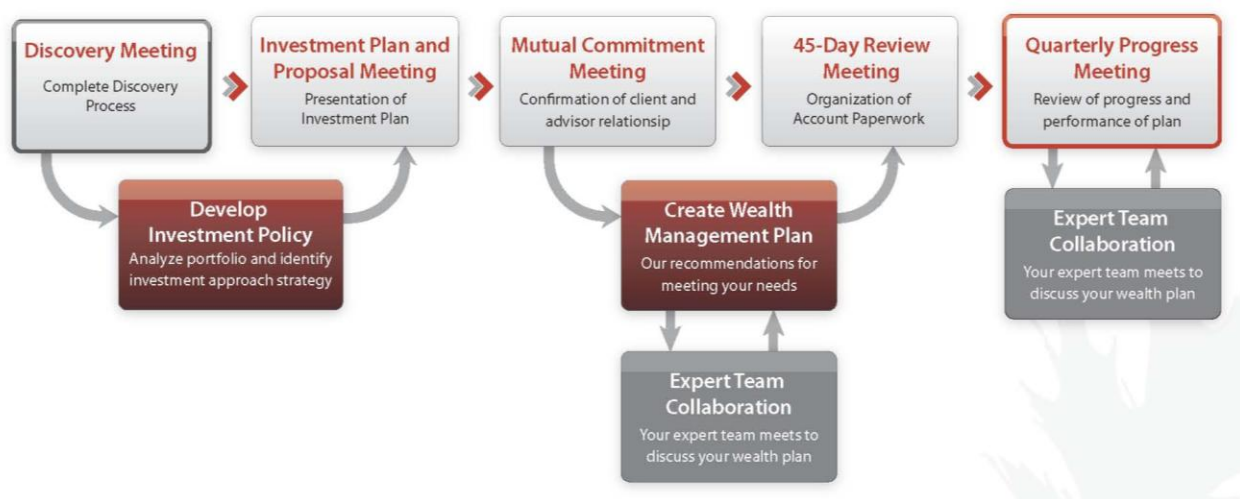 Discovery Meeting
Complete Discovery
Process
Investment Plan and
Proposal Meeting
Presentation of
Investment Plan
Mutual Commitment
Meeting
Confirmation of client and
advisor relationsip
45-Day Review
Meeting
Organization of
Account Paperwork
Quarterly Progress
Meeting
Review of progress and
performance of plan
Develop
Investment Policy
Analyze portfolio and identify
investment approach strategy
Create Wealth
Management Plan
Our recommendations for
meeting your needs
Expert Team
Collaboration
Your expert team meets to
discuss your wealth plan
Expert Team
Collaboration
Your expert team meets to
discuss your wealth plan